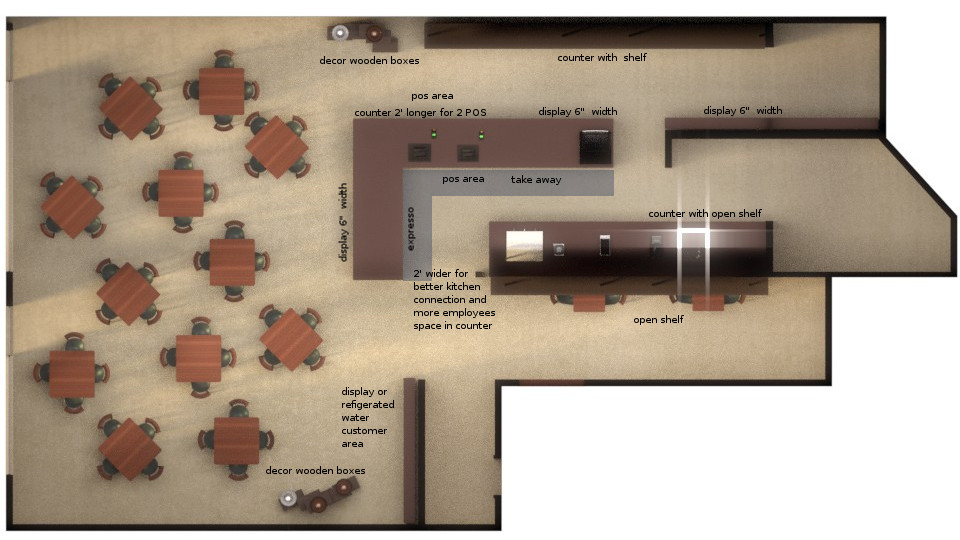 decor wooden boxes
counter with  shelf
pos area
counter 2' longer for 2 POS
display 6"  width
display 6"  width
pos area
take away
display 6"  width
expresso
counter with open shelf
2' wider for
better kitchen
connection and
more employees
space in counter
open shelf
display or
refigerated
water
customer
area
decor wooden boxes